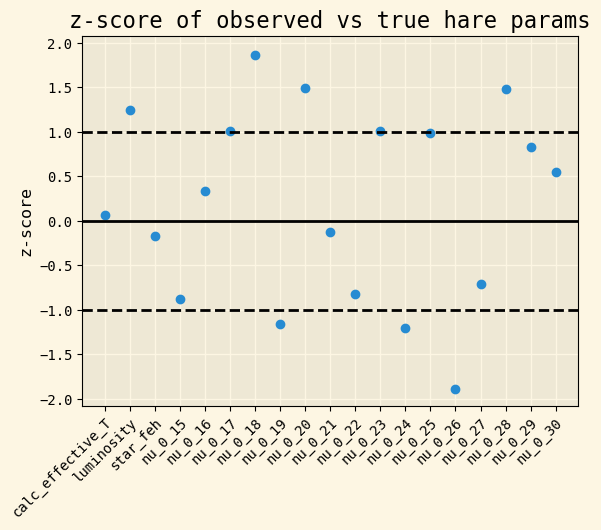 z-score of observed vs true hare params
2.0
1.5
1.0
0.5
0.0
−0.5
−1.0
−1.5
−2.0
z-score
calc_effective_T
luminosity
star_feh
nu_0_15
nu_0_16
nu_0_17
nu_0_18
nu_0_19
nu_0_20
nu_0_21
nu_0_22
nu_0_23
nu_0_24
nu_0_25
nu_0_26
nu_0_27
nu_0_28
nu_0_29
nu_0_30